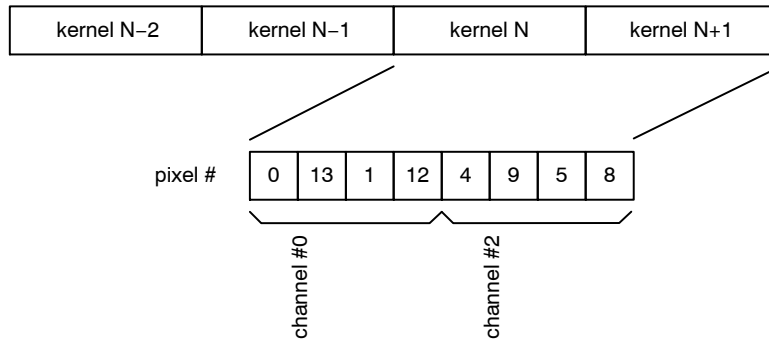 kernel N−2 kernel N−1 kernel N kernel N+1
pixel # 0 13 1 12 4 9 5 8
channel #0
channel #2